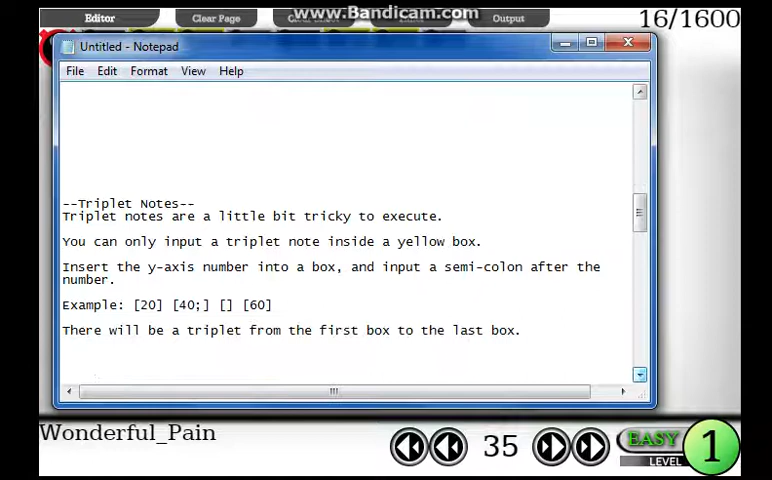 Editor
Clear Page
www.Bandicam.com
Output
16/1600
Untitled - Notepad
File Edit Format View Help
--Triplet Notes--
Triplet notes are a little bit tricky to execute.
You can only input a triplet note inside a yellow box.
Insert the y-axis number into a box, and input a semi-colon after the
number.
Example: [20] [40;] [] [60]
There will be a triplet from the first box to the last box.
Wonderful_Pain
35
EASY
LEVEL
1